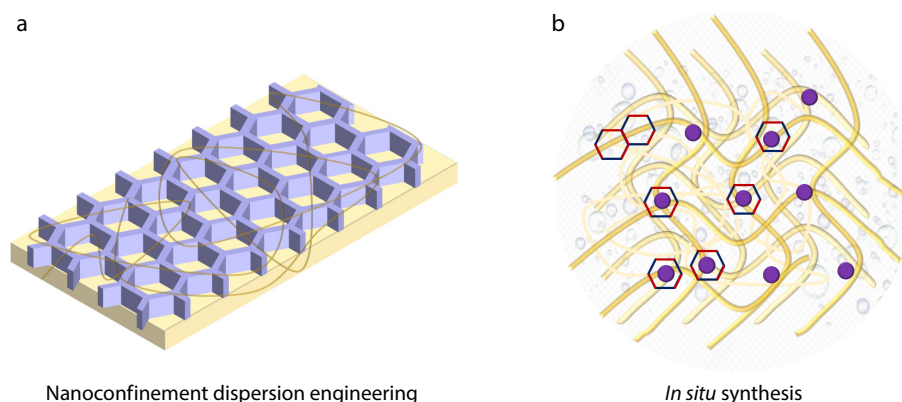 a
b
Nanoconfinement dispersion engineering
In situ synthesis